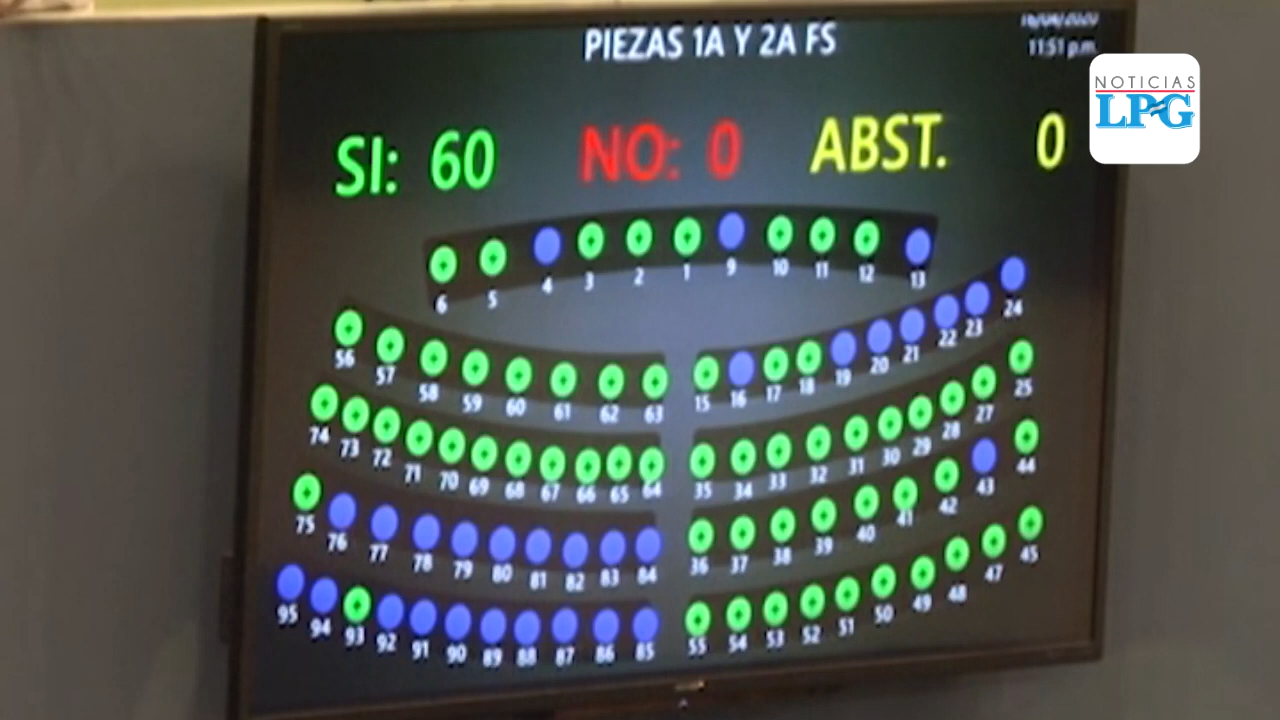 PIEZAS 1A Y 2A FS
16/04/2020
11:51 p.m.
NOTICIAS
LPG
SI: 60 NO: 0 ABST. 0
6 5 4 3 2 1 9 10 11 12 13
56 57 58 59 60 61 62 63 15 16 17 18 19 20 21 22 23 24
74 73 72 71 70 69 68 67 66 65 64 35 34 33 32 31 30 29 28 27 25
75 76 77 78 79 80 81 82 83 84 36 37 38 39 40 41 42 43 44
95 94 93 92 91 90 89 88 87 86 85 55 54 53 52 51 50 49 48 47 45